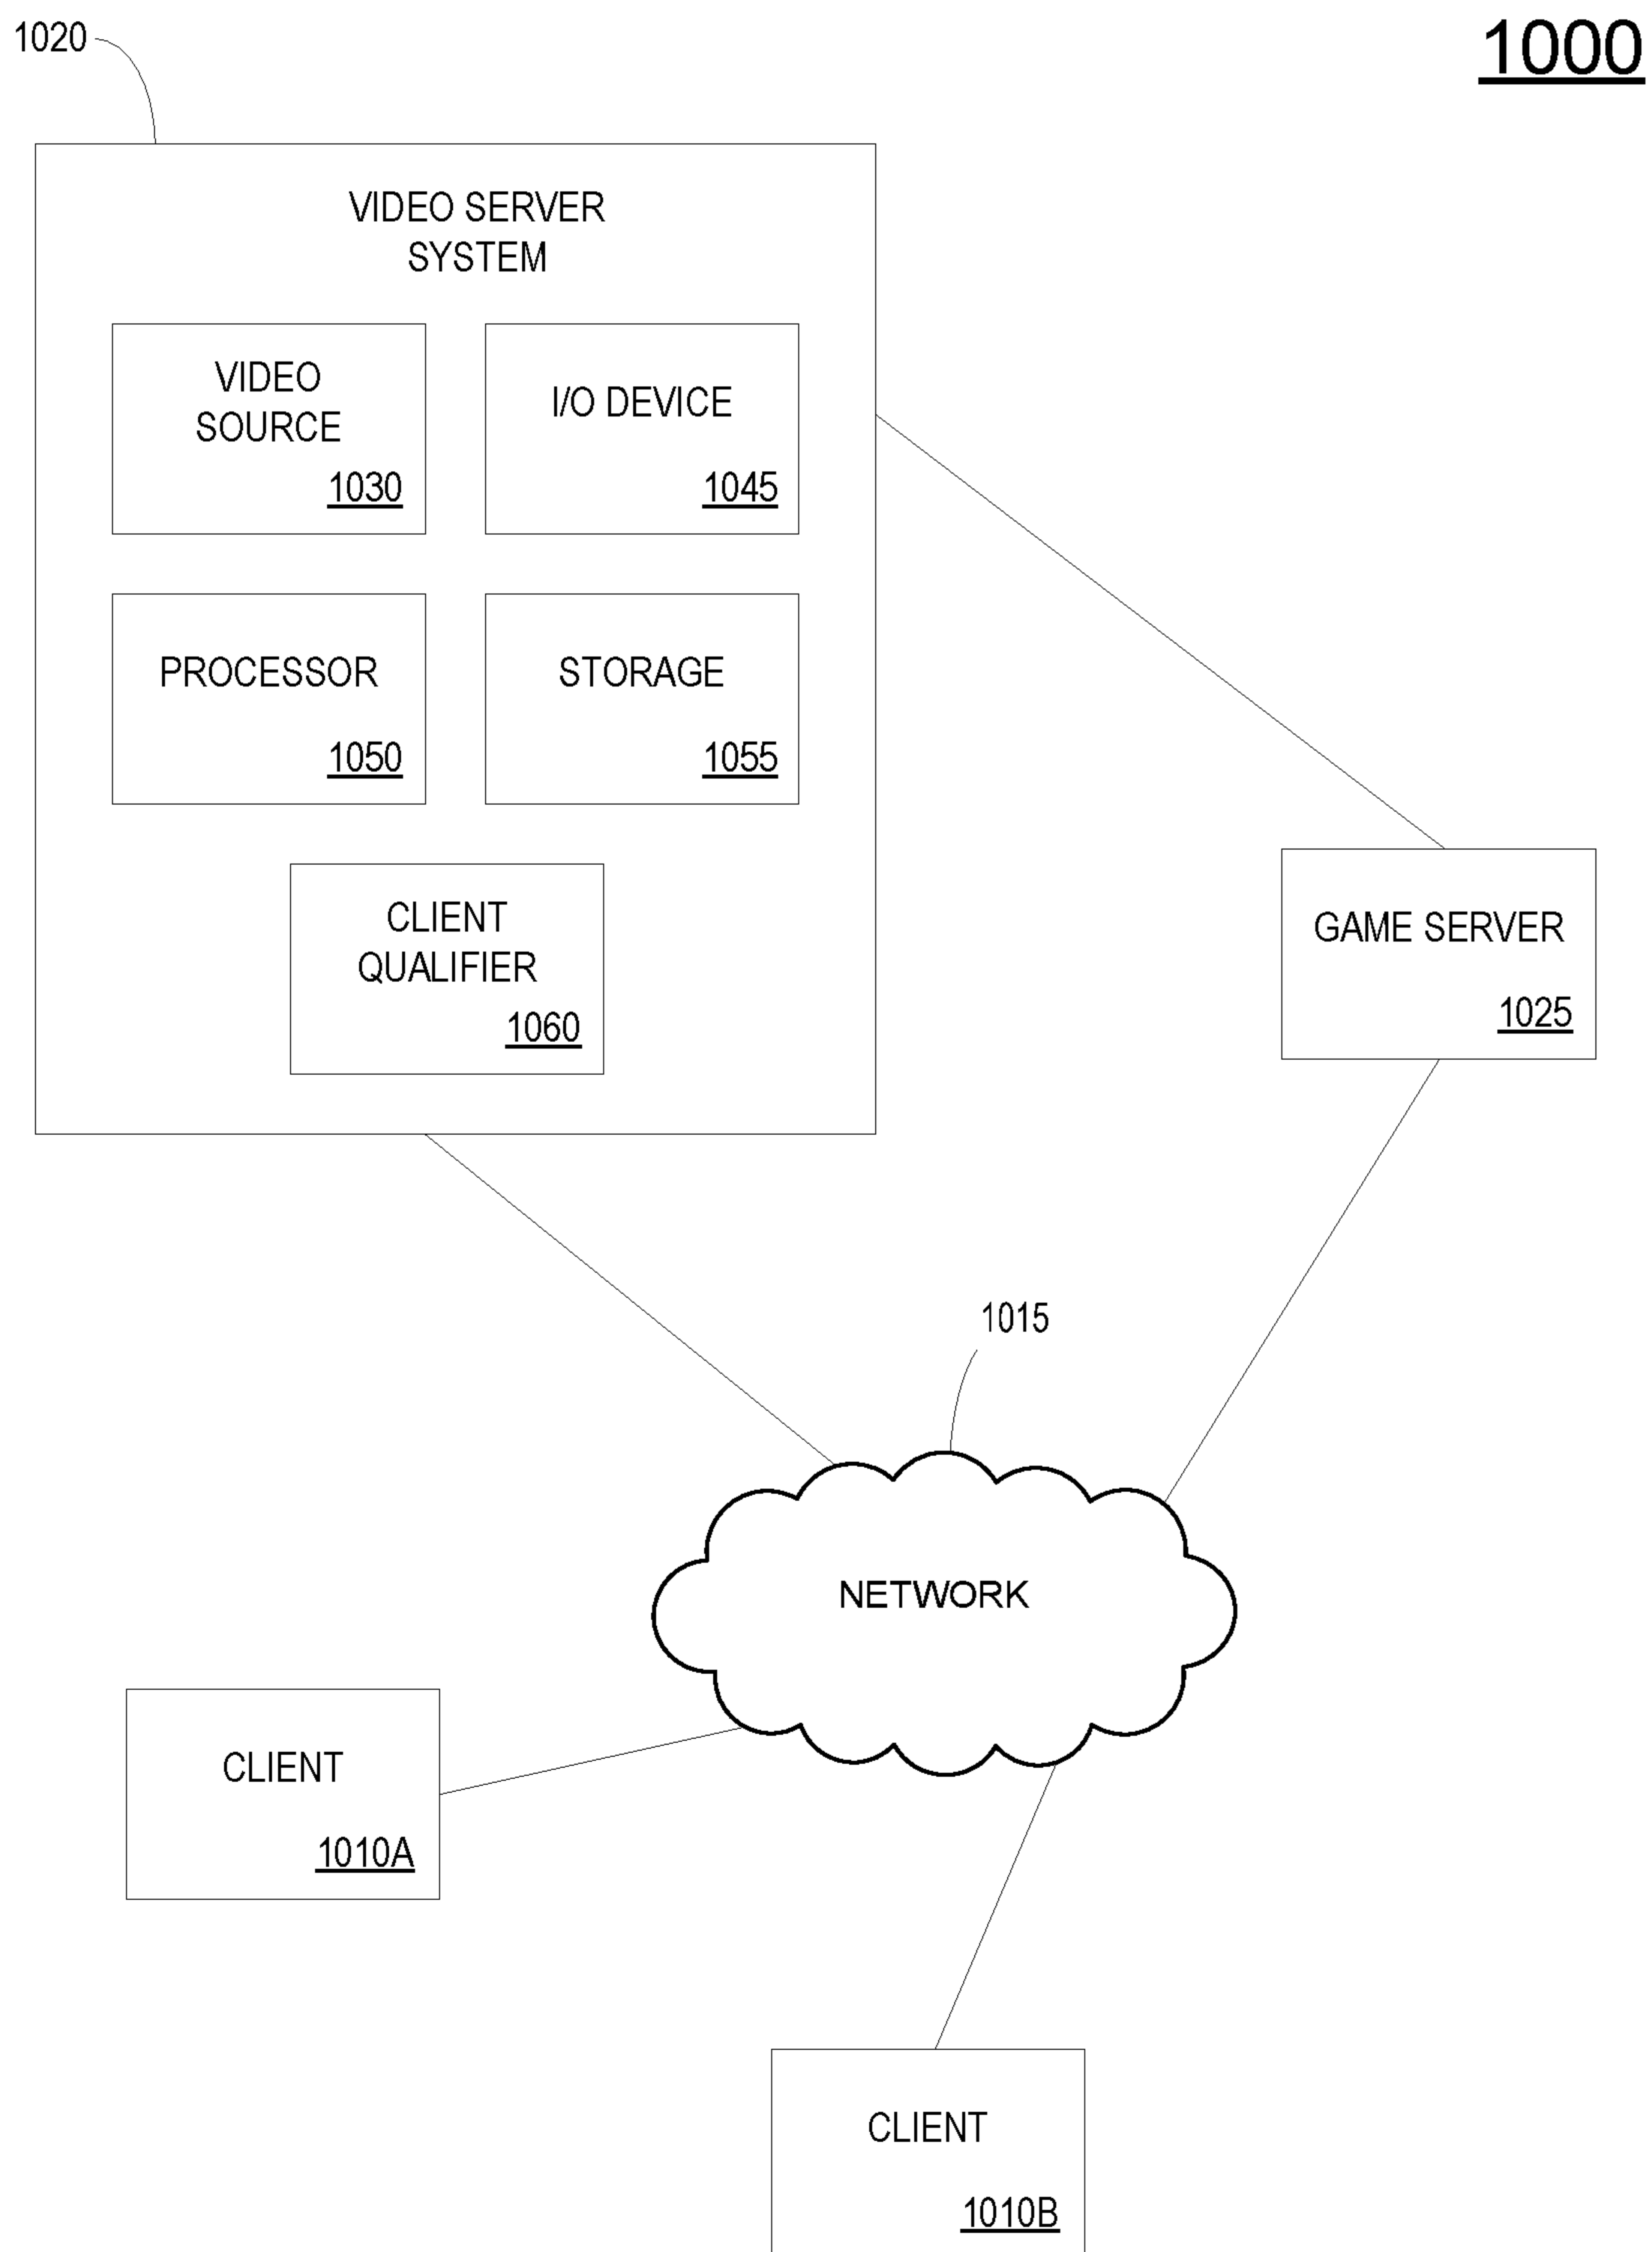 1020
1000
VIDEO SERVER
SYSTEM
VIDEO
SOURCE
1030
I/O DEVICE
1045
PROCESSOR
1050
STORAGE
1055
CLIENT
QUALIFIER
1060
GAME SERVER
1025
1015
NETWORK
CLIENT
1010A
CLIENT
1010B